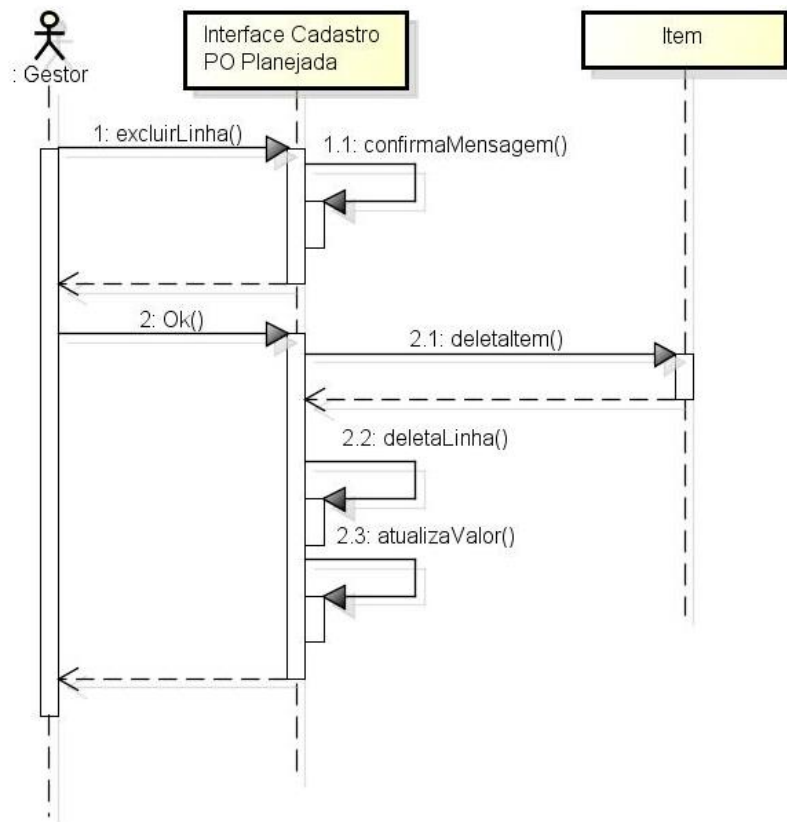 Interface Cadastro
PO Planejada
Item
: Gestor
1: excluirLinha()
1.1: confirmaMensagem()
2: Ok()
2.1: deletaItem()
2.2: deletaLinha()
2.3: atualizaValor()